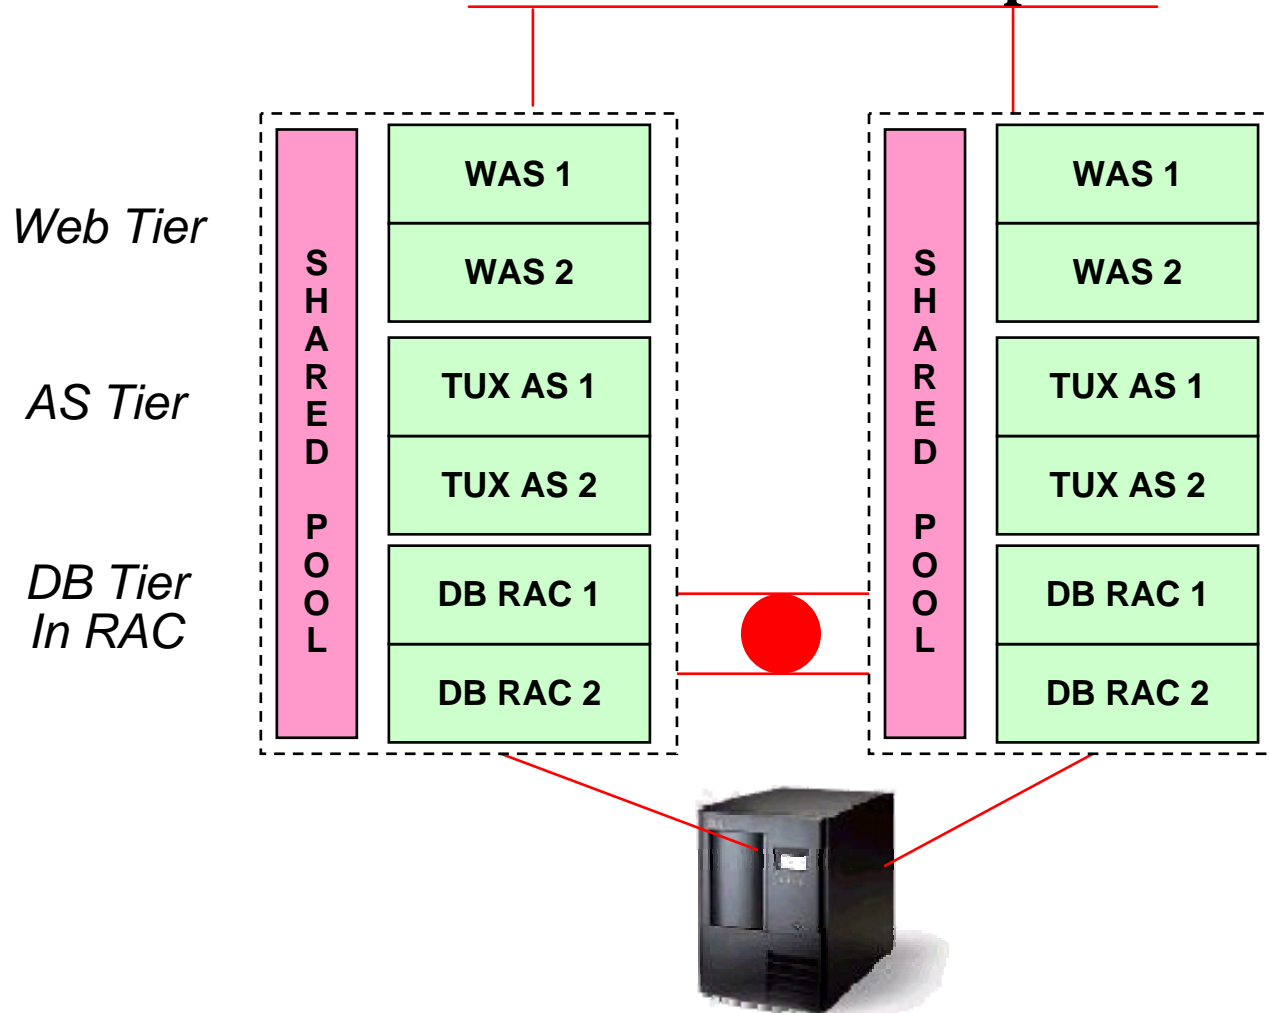 WAS 1
WAS 1
Web Tier
WAS 2
WAS 2
SHARED POOL
SHARED POOL
AS Tier
TUX AS 1
TUX AS 1
TUX AS 2
TUX AS 2
DB Tier
In RAC
DB RAC 1
DB RAC 1
DB RAC 2
DB RAC 2